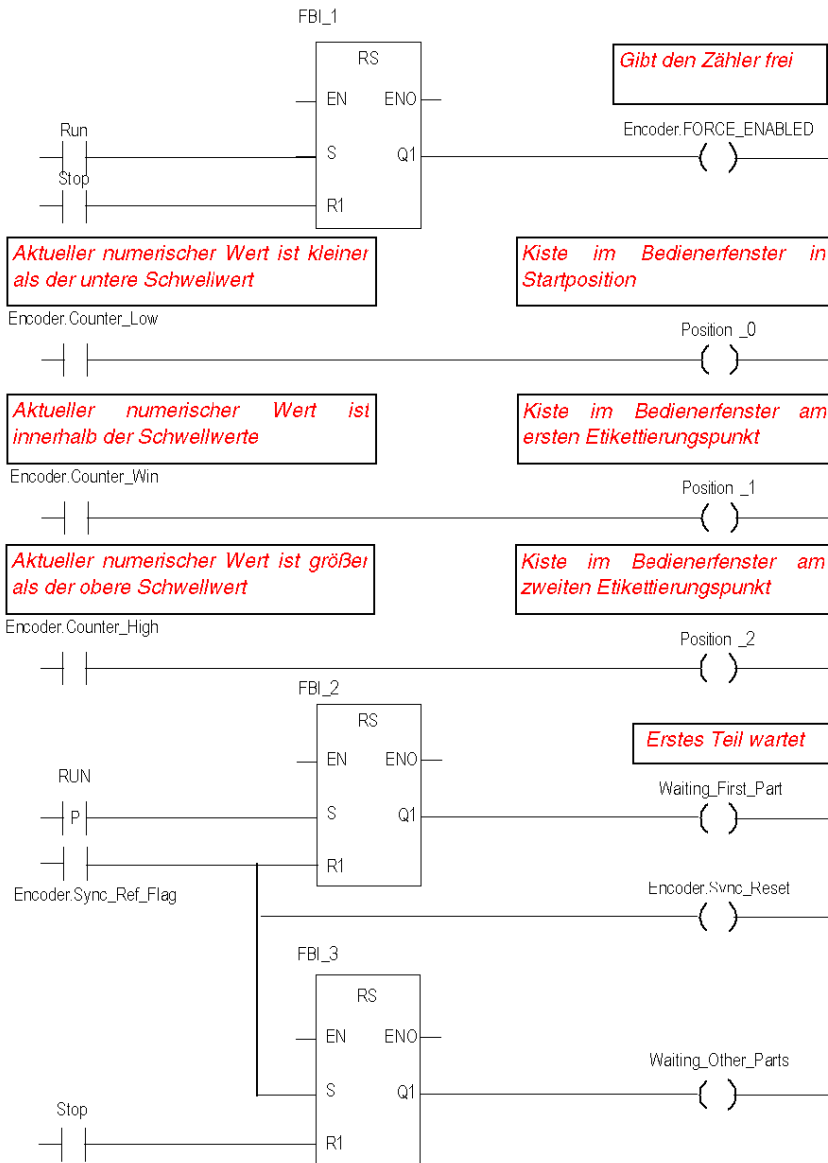 FBI_1
RS
Gibt den Zähler frei
EN ENO
Run
Encoder.FORCE_ENABLED
S Q1
Stop
R1
Aktueller numerischer Wert ist kleiner
als der untere Schwellwert
Kiste im Bedienerfenster in
Startposition
Encoder.Counter_Low
Position _0
Aktueller numerischer Wert ist
innerhalb der Schwellwerte
Kiste im Bedienerfenster am
ersten Etikettierungspunkt
Encoder.Counter_Win
Position _1
Aktueller numerischer Wert ist größer
als der obere Schwellwert
Kiste im Bedienerfenster am
zweiten Etikettierungspunkt
Encoder.Counter_High
Position _2
FBI_2
RS
Erstes Teil wartet
EN ENO
RUN
Waiting_First_Part
P
S Q1
R1
Encoder.Sync_Ref_Flag
Encoder.Sync_Reset
FBI_3
RS
EN ENO
Waiting_Other_Parts
S Q1
Stop
R1